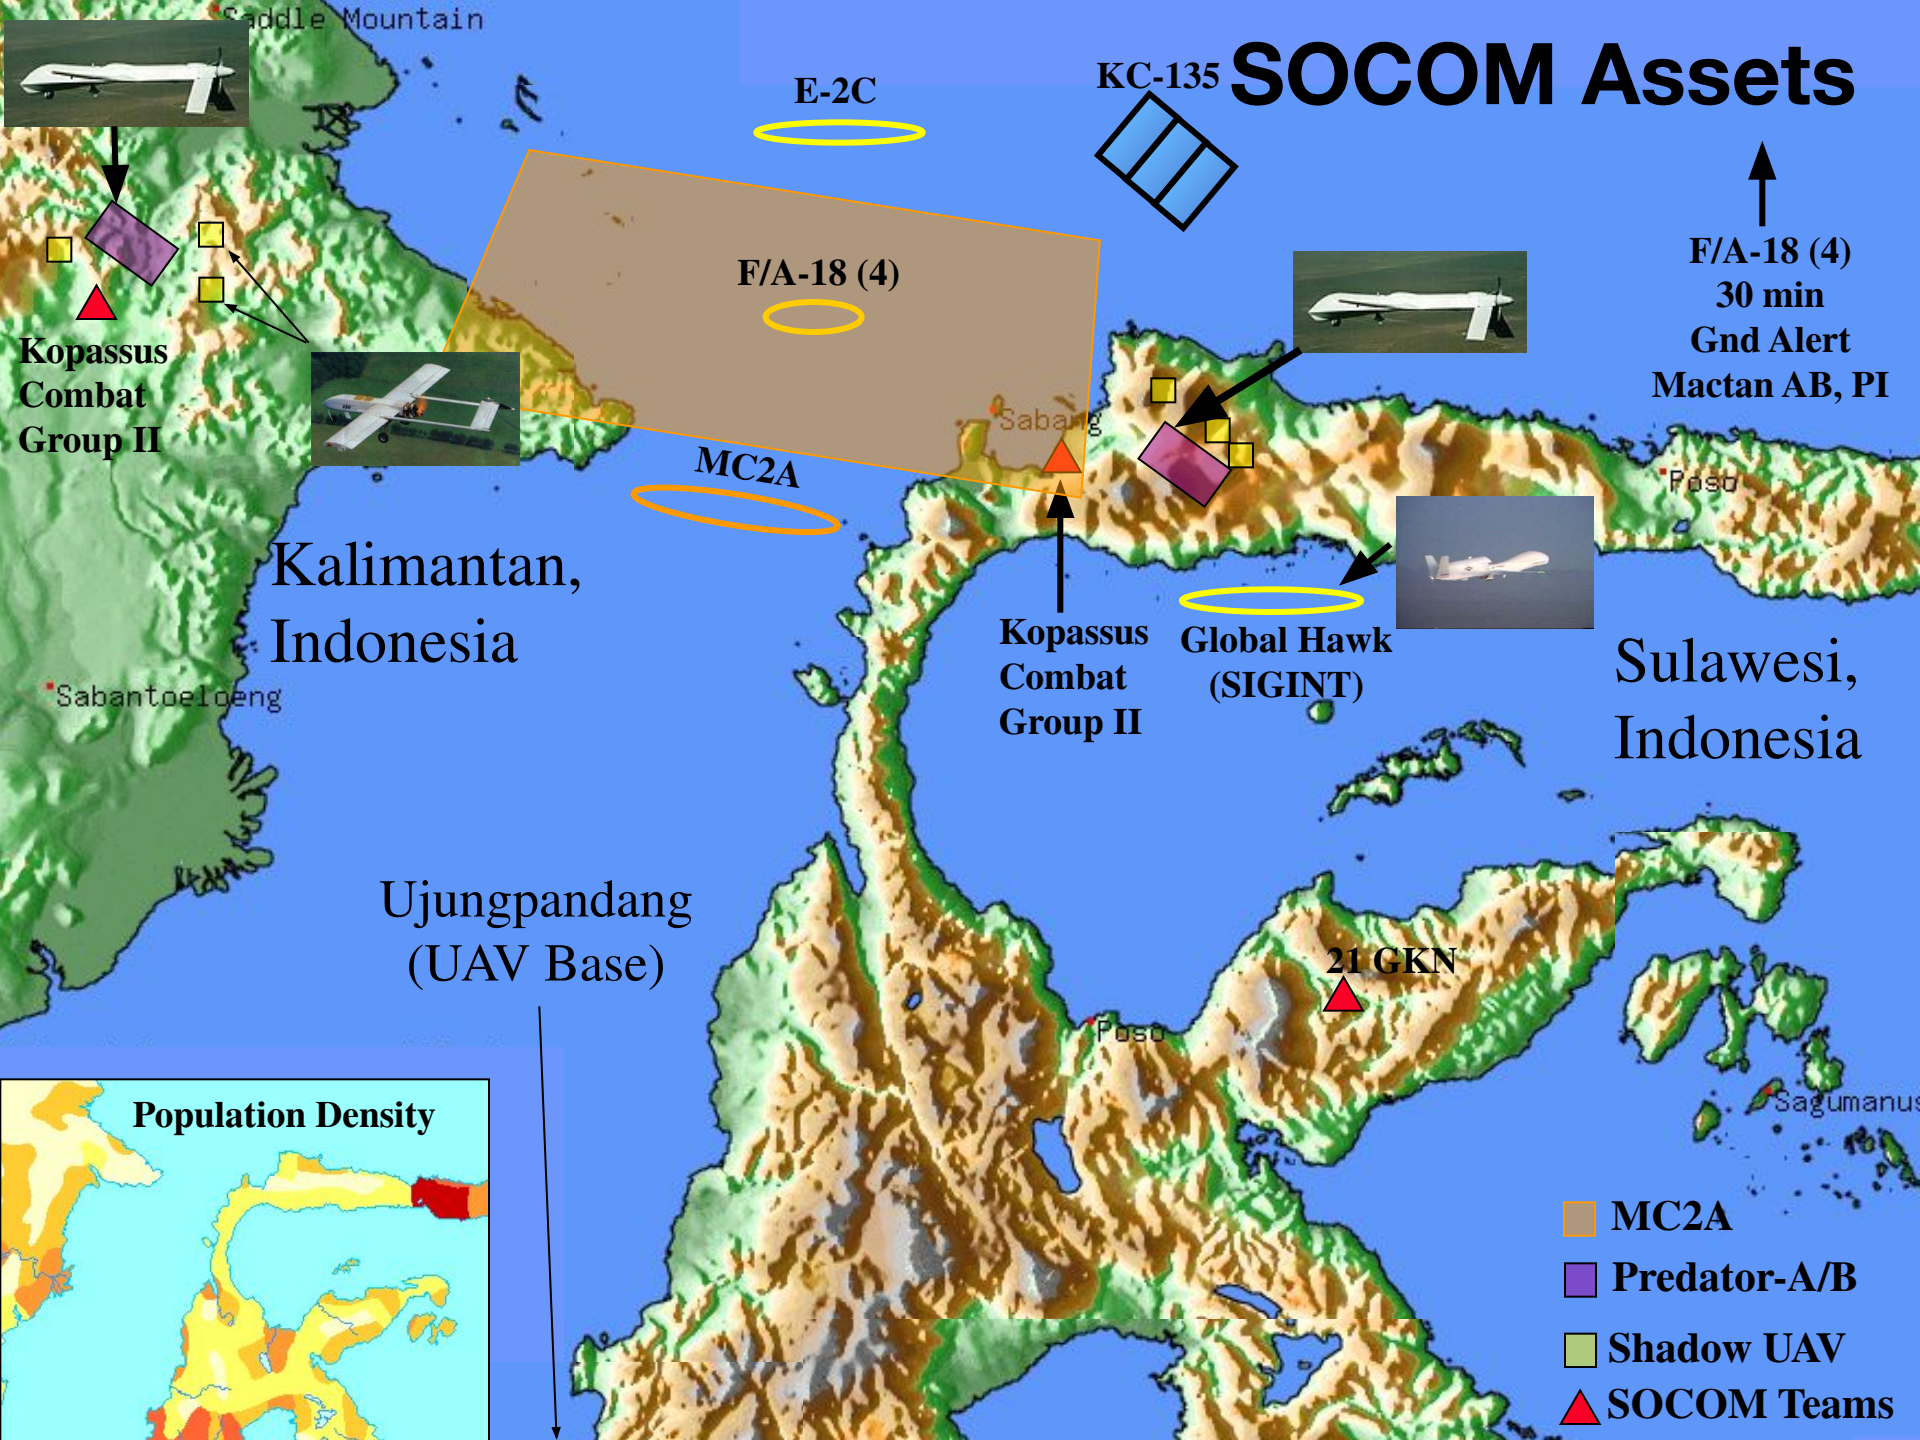 Saddle Mountain
SOCOM Assets
E-2C
KC-135
F/A-18 (4)
30 min
Gnd Alert
Mactan AB, PI
F/A-18 (4)
Kopassus
Combat
Group II
Sabang
MC2A
Poso
Kalimantan,
Indonesia
Kopassus
Combat
Group II
Global Hawk
(SIGINT)
Sulawesi,
Indonesia
Sabantoeloeng
Ujungpandang
(UAV Base)
21 GKN
Poso
Sagumanus
Population Density
MC2A
Predator-A/B
Shadow UAV
SOCOM Teams